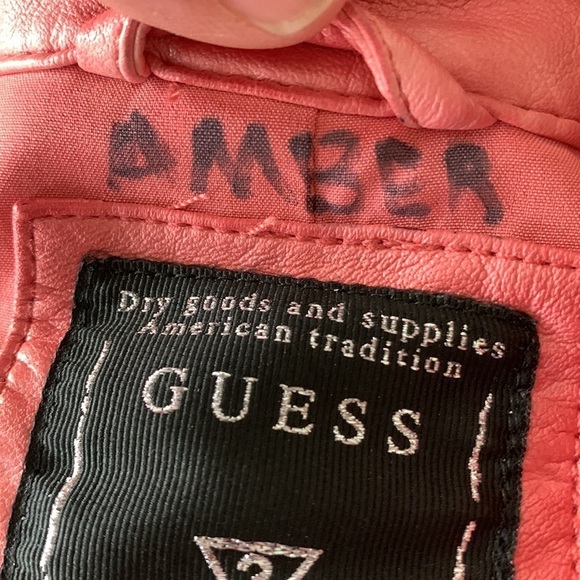 AMBER
Dry goods and supplies
American tradition
GUESS
?